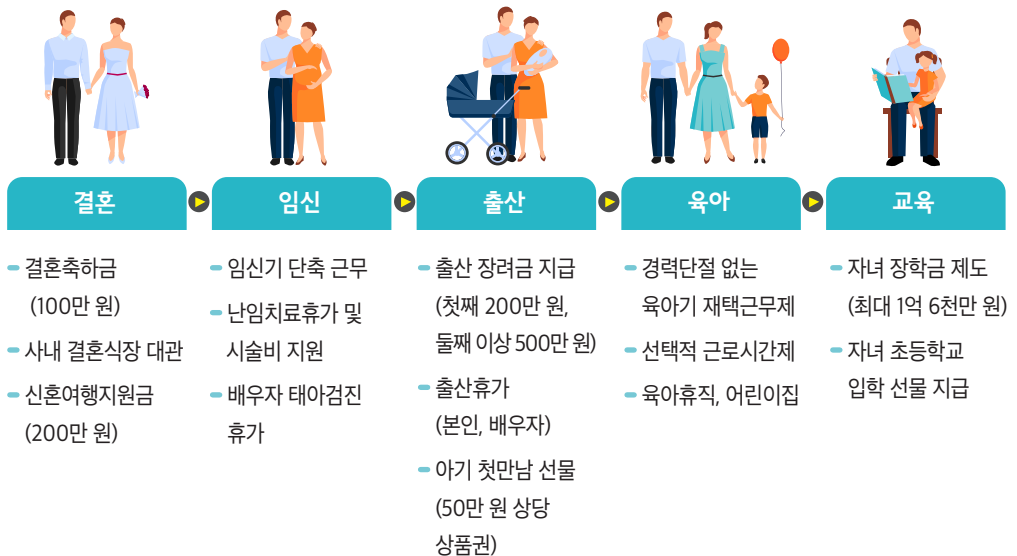 결혼
결혼축하금
(100만 원)
사내 결혼식장 대관
신혼여행지원금
(200만 원)
임신
임신기 단축 근무
난임치료휴가 및
시술비 지원
배우자 태아검진
휴가
출산
출산 장려금 지급
(첫째 200만 원,
둘째 이상 500만 원)
출산휴가
(본인, 배우자)
아기 첫만남 선물
(50만 원 상당
상품권)
육아
경력단절 없는
육아기 재택근무제
선택적 근로시간제
육아휴직, 어린이집
교육
자녀 장학금 제도
(최대 1억 6천만 원)
자녀 초등학교
입학 선물 지급